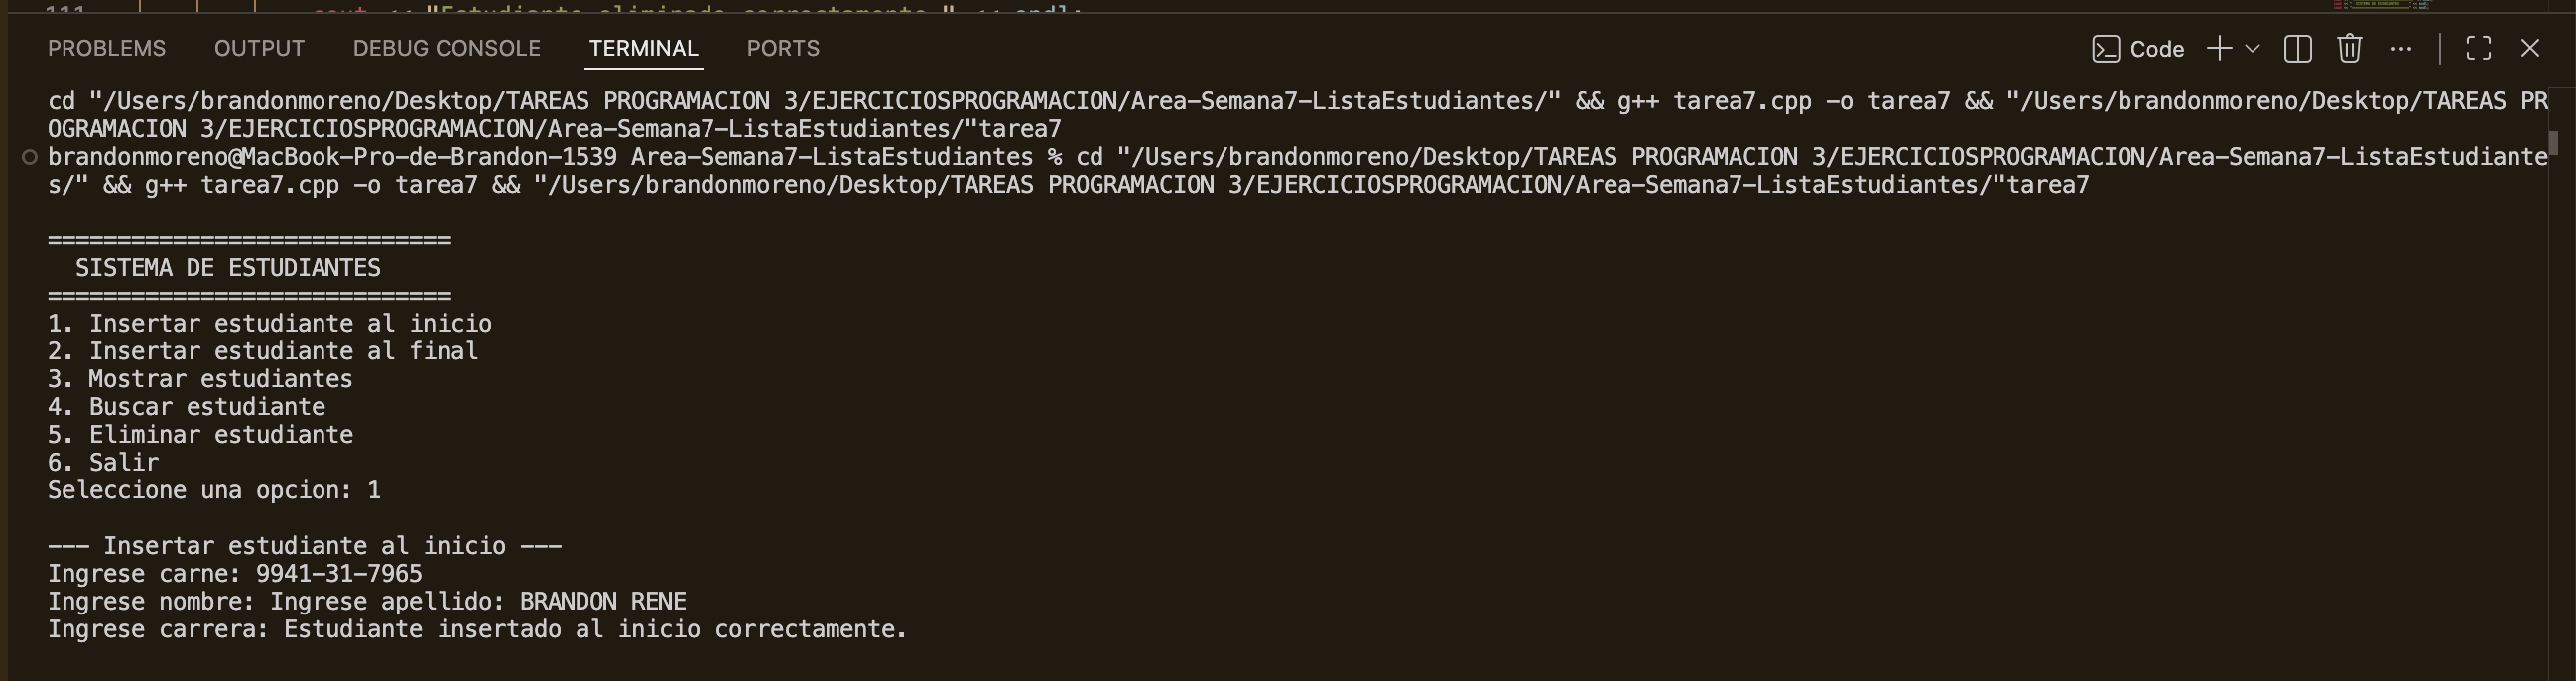 PROBLEMS OUTPUT DEBUG CONSOLE TERMINAL PORTS Code
cd "/Users/brandonmoreno/Desktop/TAREAS PROGRAMACION 3/EJERCICIOSPROGRAMACION/Area-Semana7-ListaEstudiantes/" && g++ tarea7.cpp -o tarea7 && "/Users/brandonmoreno/Desktop/TAREAS PR
OGRAMACION 3/EJERCICIOSPROGRAMACION/Area-Semana7-ListaEstudiantes/"tarea7
brandonmoreno@MacBook-Pro-de-Brandon-1539 Area-Semana7-ListaEstudiantes % cd "/Users/brandonmoreno/Desktop/TAREAS PROGRAMACION 3/EJERCICIOSPROGRAMACION/Area-Semana7-ListaEstudiante
s/" && g++ tarea7.cpp -o tarea7 && "/Users/brandonmoreno/Desktop/TAREAS PROGRAMACION 3/EJERCICIOSPROGRAMACION/Area-Semana7-ListaEstudiantes/"tarea7
=============================
SISTEMA DE ESTUDIANTES
=============================
1. Insertar estudiante al inicio
2. Insertar estudiante al final
3. Mostrar estudiantes
4. Buscar estudiante
5. Eliminar estudiante
6. Salir
Seleccione una opcion: 1
--- Insertar estudiante al inicio ---
Ingrese carne: 9941-31-7965
Ingrese nombre: Ingrese apellido: BRANDON RENE
Ingrese carrera: Estudiante insertado al inicio correctamente.